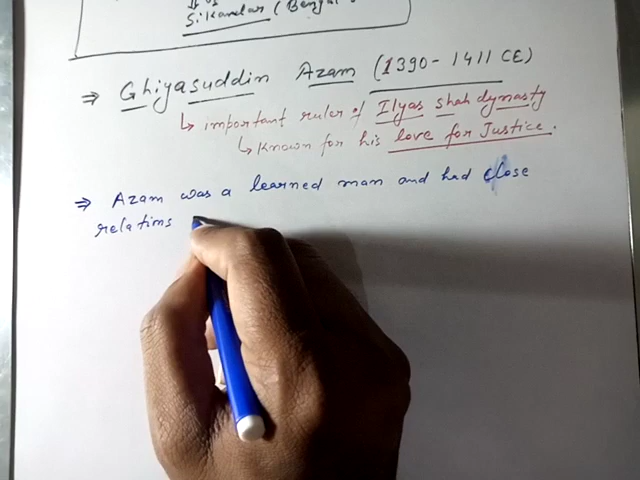 Sikandar (Bengal
⇒ Ghiyasuddin Azam (1390-1411 CE)
↳ important ruler of Ilyas Shah dynasty
↳ Known for his love for Justice.
⇒ Azam was a learned man and had close
relations